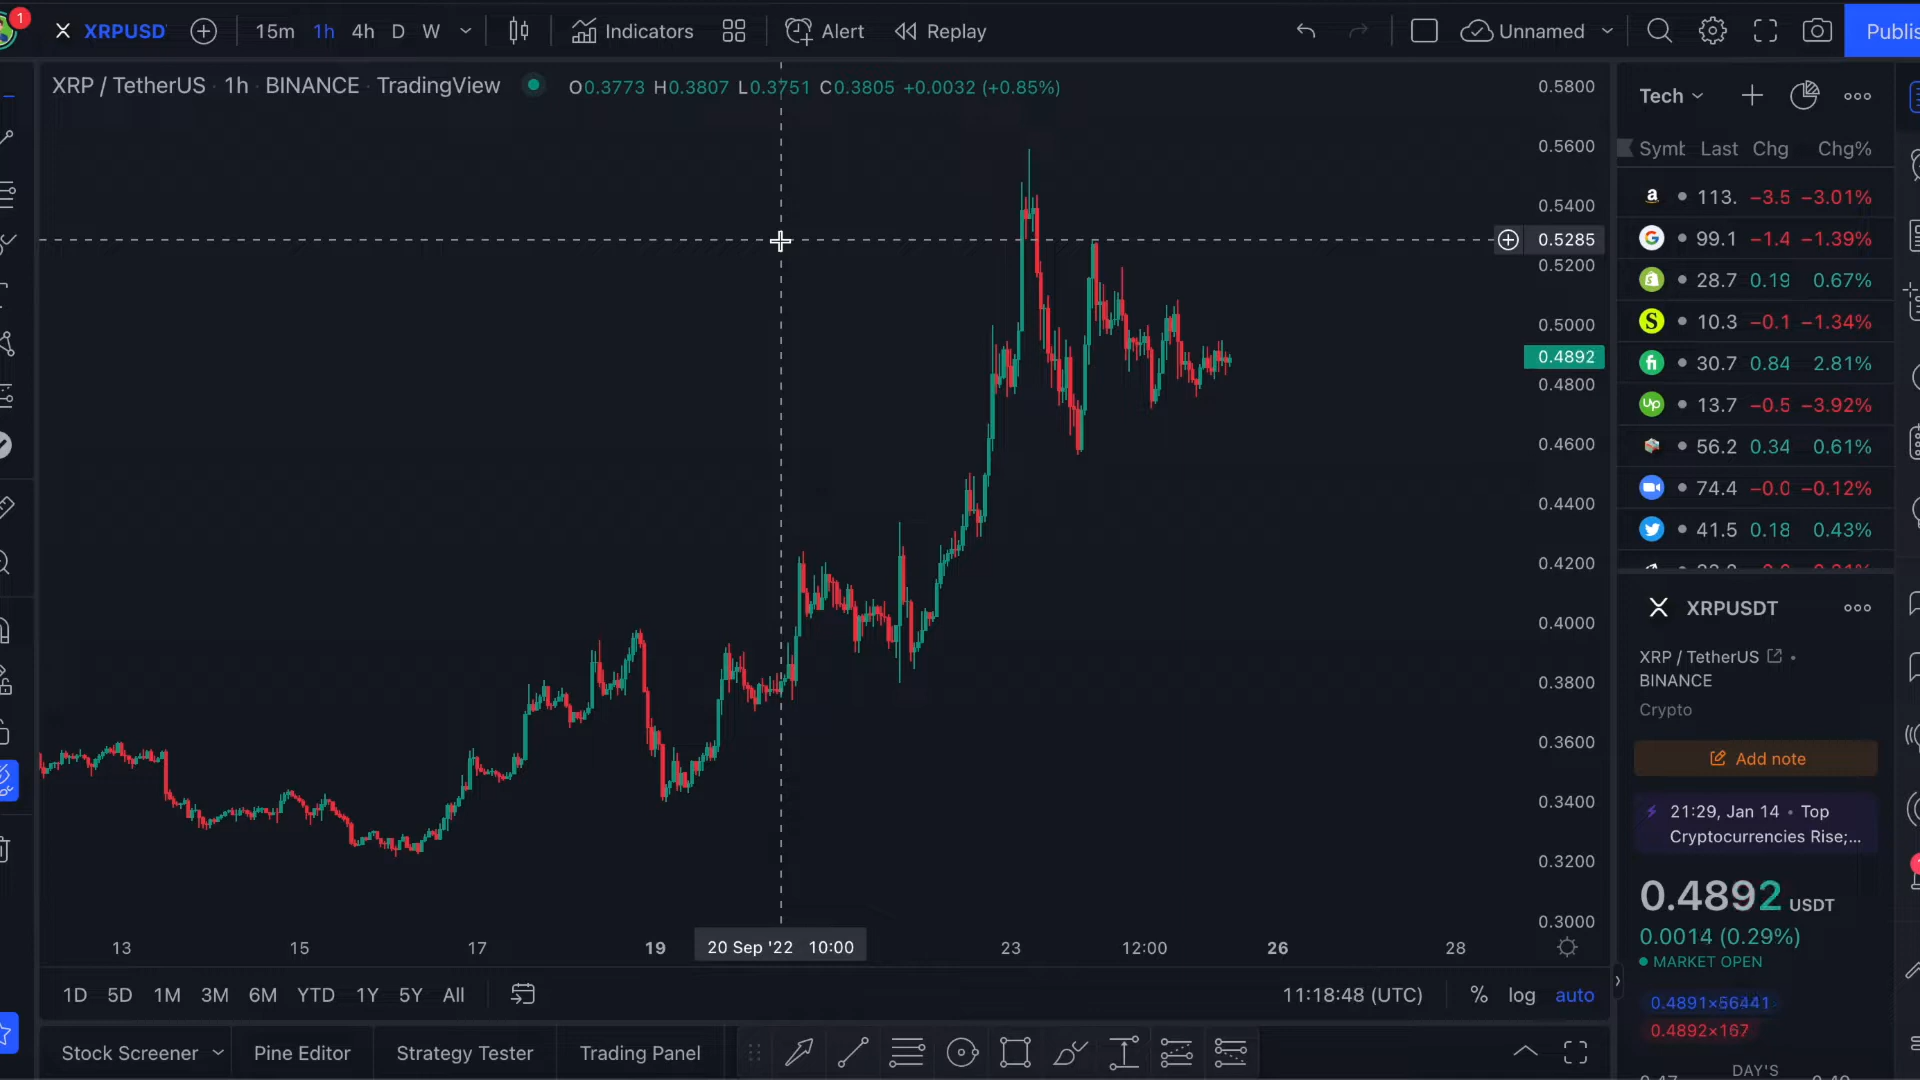 1
XRPUSD
15m 1h 4h D W
Indicators
Alert
Replay
Unnamed
Publis
XRP / TetherUS · 1h · BINANCE · TradingView
O0.3773 H0.3807 L0.3751 C0.3805 +0.0032 (+0.85%)
0.5800
0.5600
0.5400
0.5285
0.5200
0.5000
0.4892
0.4800
0.4600
0.4400
0.4200
0.4000
0.3800
0.3600
0.3400
0.3200
0.3000
13 15 17 19 20 Sep '22 10:00 23 12:00 26 28
1D 5D 1M 3M 6M YTD 1Y 5Y All
11:18:48 (UTC) % log auto
Stock Screener Pine Editor Strategy Tester Trading Panel
Tech
Symb Last Chg Chg%
a 113. −3.5 −3.01%
G 99.1 −1.4 −1.39%
28.7 0.19 0.67%
S 10.3 −0.1 −1.34%
fi 30.7 0.84 2.81%
up 13.7 −0.5 −3.92%
56.2 0.34 0.61%
74.4 −0.0 −0.12%
41.5 0.18 0.43%
XRPUSDT
XRP / TetherUS
BINANCE
Crypto
Add note
21:29, Jan 14 • Top
Cryptocurrencies Rise;...
0.4892 USDT
0.0014 (0.29%)
MARKET OPEN
0.4891×56441
0.4892×167
DAY'S